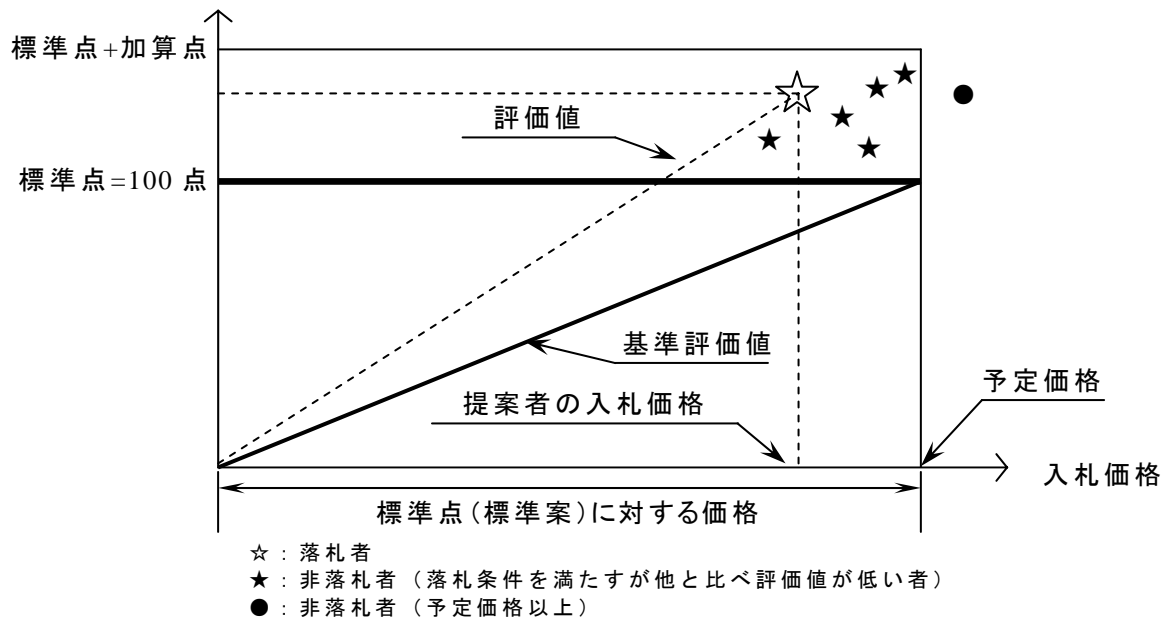 標準点+加算点
評価値
標準点=100 点
基準評価値
予定価格
提案者の入札価格
入札価格
標準点(標準案)に対する価格
☆ : 落札者
★ : 非落札者 (落札条件を満たすが他と比べ評価値が低い者)
● : 非落札者 (予定価格以上)